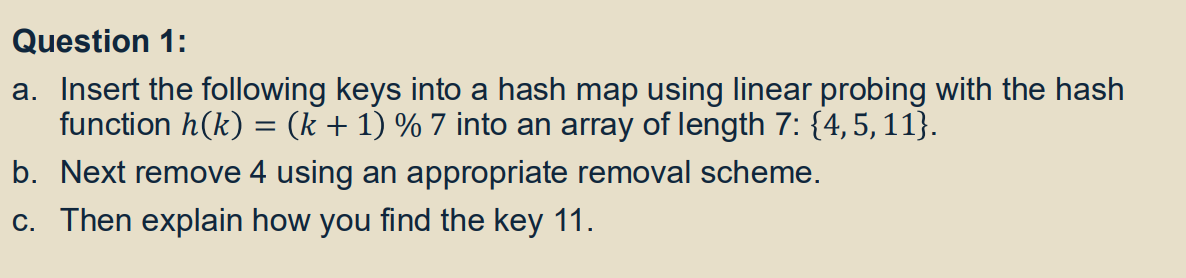 Question 1:
a. Insert the following keys into a hash map using linear probing with the hash
function h(k) = (k + 1) % 7 into an array of length 7: {4, 5, 11}.
b. Next remove 4 using an appropriate removal scheme.
c. Then explain how you find the key 11.